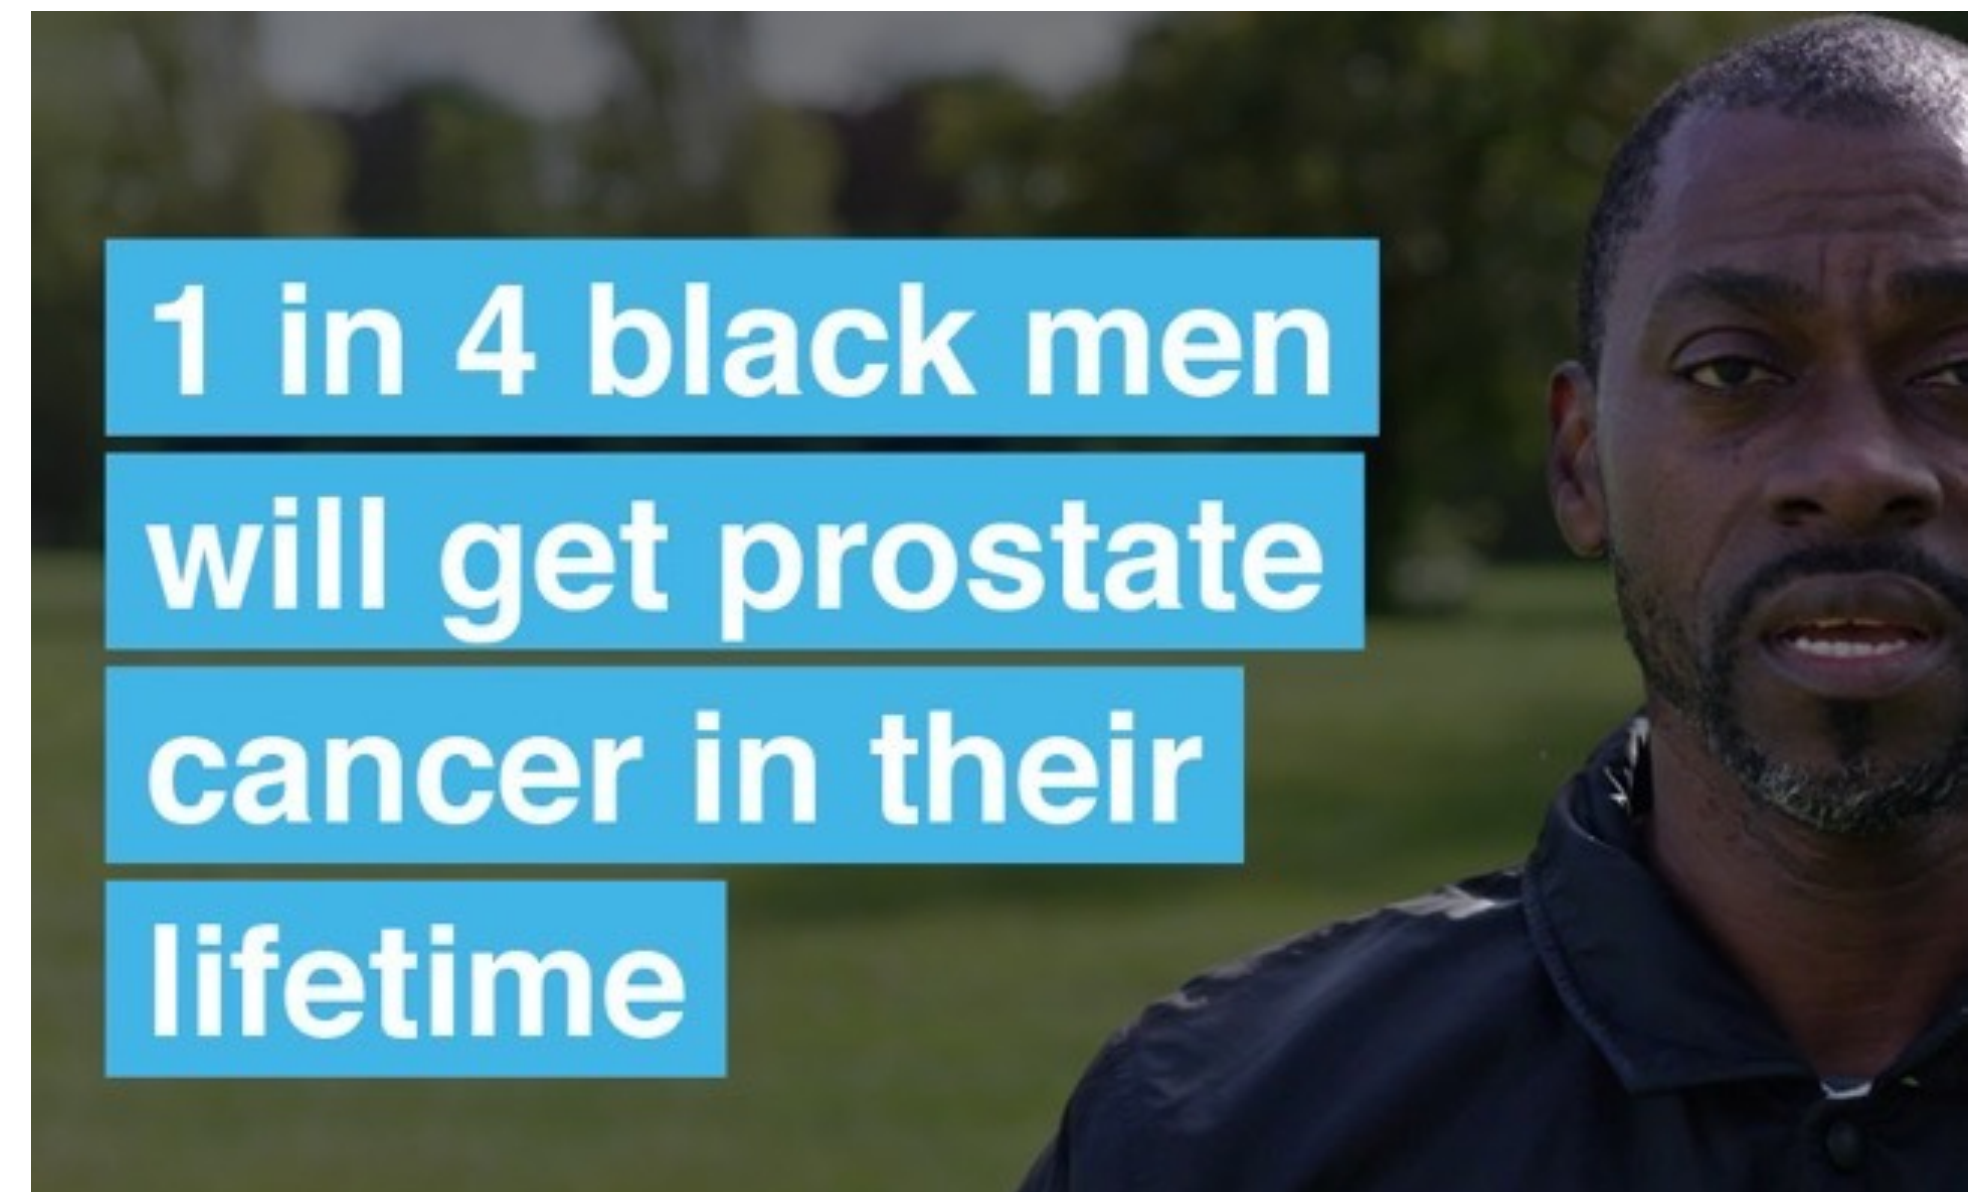 1 in 4 black men
will get prostate
cancer in their
lifetime